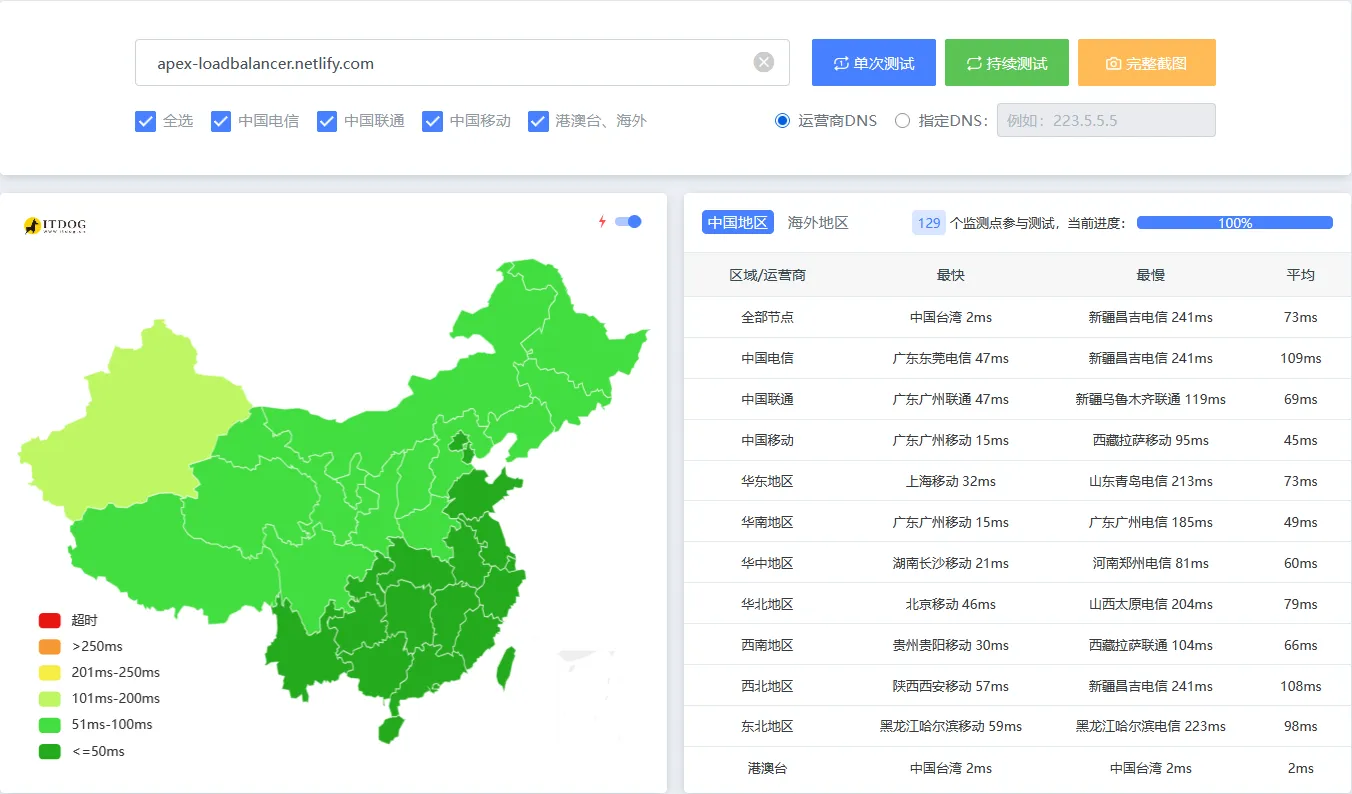 apex-loadbalancer.netlify.com
单次测试 持续测试 完整截图
全选 中国电信 中国联通 中国移动 港澳台、海外
运营商DNS 指定DNS: 例如: 223.5.5.5
ITDOG
超时
>250ms
201ms-250ms
101ms-200ms
51ms-100ms
<=50ms
中国地区 海外地区 129 个监测点参与测试，当前进度： 100%
区域/运营商 最快 最慢 平均
全部节点 中国台湾 2ms 新疆昌吉电信 241ms 73ms
中国电信 广东东莞电信 47ms 新疆昌吉电信 241ms 109ms
中国联通 广东广州联通 47ms 新疆乌鲁木齐联通 119ms 69ms
中国移动 广东广州移动 15ms 西藏拉萨移动 95ms 45ms
华东地区 上海移动 32ms 山东青岛电信 213ms 73ms
华南地区 广东广州移动 15ms 广东广州电信 185ms 49ms
华中地区 湖南长沙移动 21ms 河南郑州电信 81ms 60ms
华北地区 北京移动 46ms 山西太原电信 204ms 79ms
西南地区 贵州贵阳移动 30ms 西藏拉萨联通 104ms 66ms
西北地区 陕西西安移动 57ms 新疆昌吉电信 241ms 108ms
东北地区 黑龙江哈尔滨移动 59ms 黑龙江哈尔滨电信 223ms 98ms
港澳台 中国台湾 2ms 中国台湾 2ms 2ms